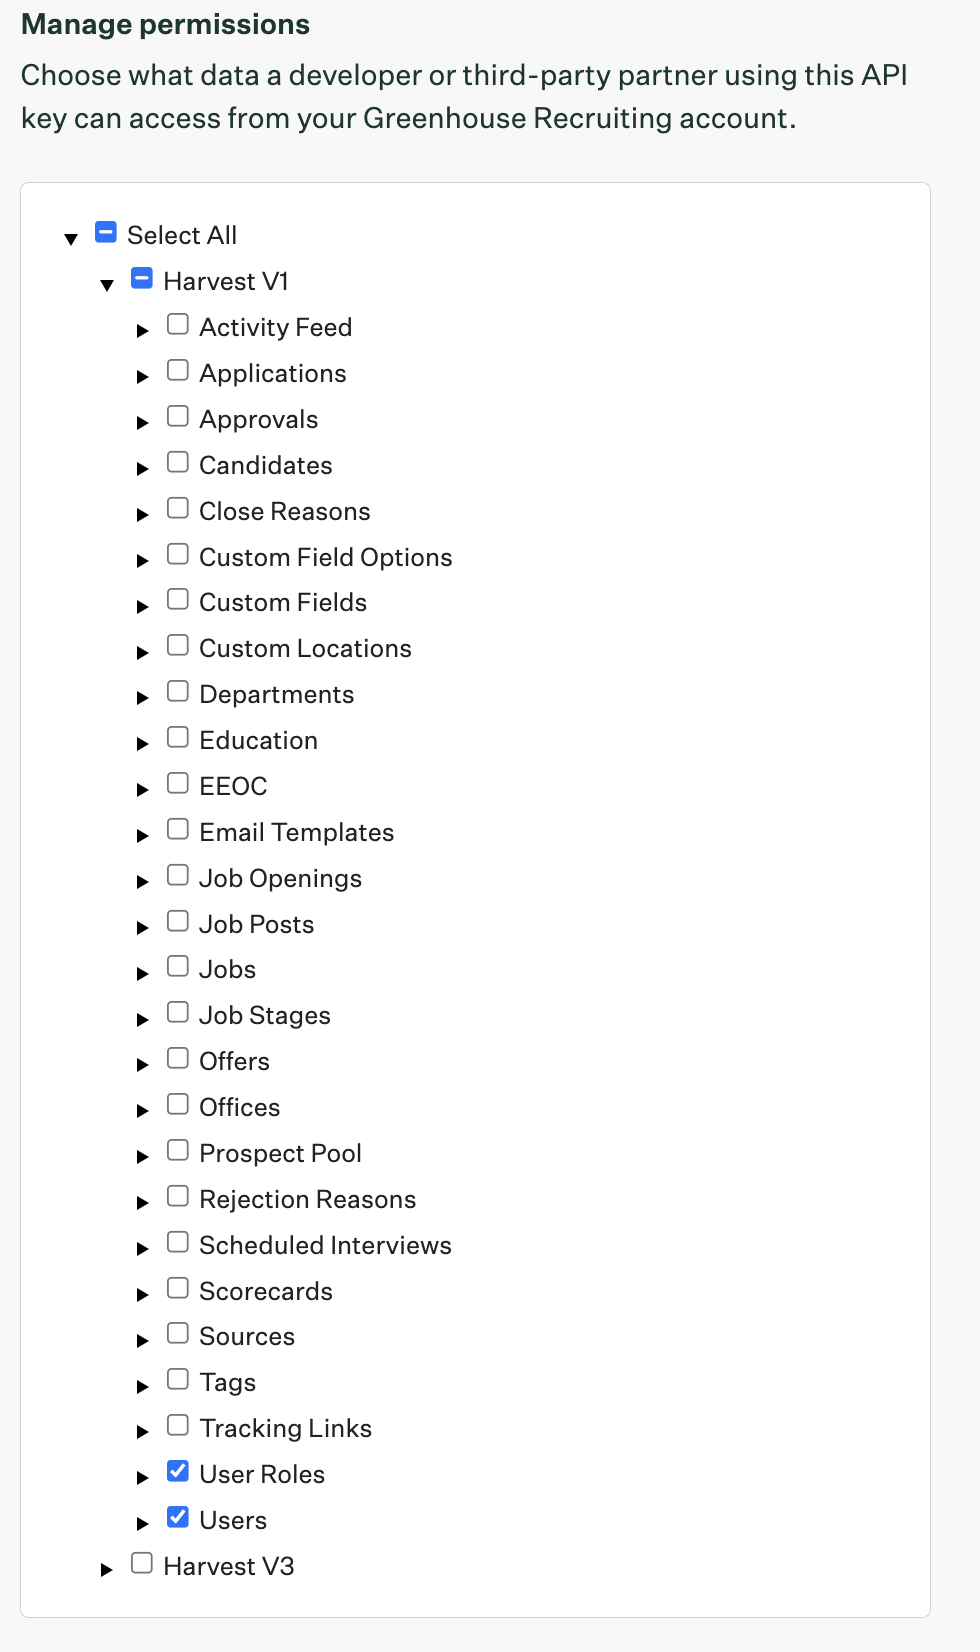 Manage permissions
Choose what data a developer or third-party partner using this API
key can access from your Greenhouse Recruiting account.
Select All
Harvest V1
Activity Feed
Applications
Approvals
Candidates
Close Reasons
Custom Field Options
Custom Fields
Custom Locations
Departments
Education
EEOC
Email Templates
Job Openings
Job Posts
Jobs
Job Stages
Offers
Offices
Prospect Pool
Rejection Reasons
Scheduled Interviews
Scorecards
Sources
Tags
Tracking Links
User Roles
Users
Harvest V3